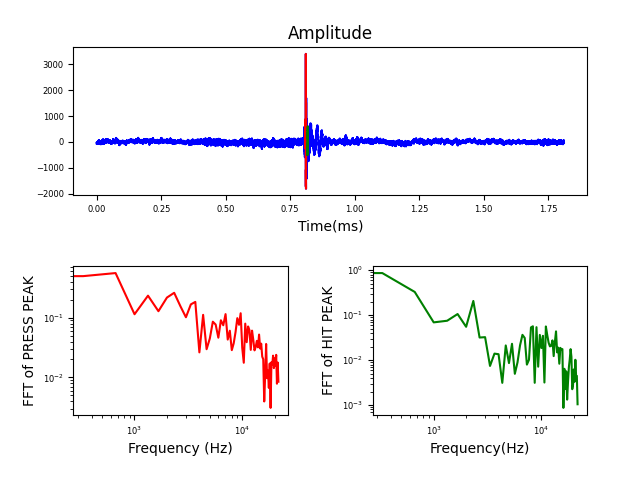 Amplitude
3000
2000
1000
0
−1000
−2000
0.00 0.25 0.50 0.75 1.00 1.25 1.50 1.75
Time(ms)
FFT of PRESS PEAK
10⁻¹
10⁻²
10³ 10⁴
Frequency (Hz)
FFT of HIT PEAK
10⁰
10⁻¹
10⁻²
10⁻³
10³ 10⁴
Frequency(Hz)